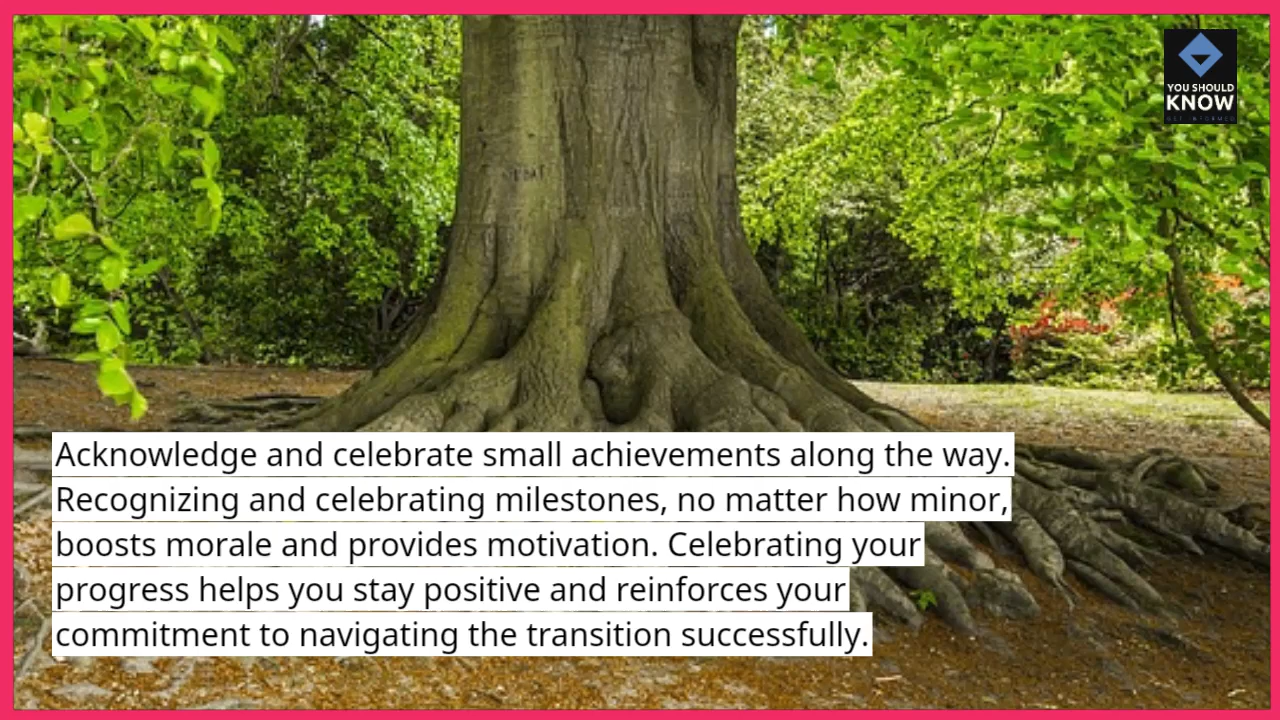 YOU SHOULD
KNOW
GET INFORMED
Acknowledge and celebrate small achievements along the way.
Recognizing and celebrating milestones, no matter how minor,
boosts morale and provides motivation. Celebrating your
progress helps you stay positive and reinforces your
commitment to navigating the transition successfully.